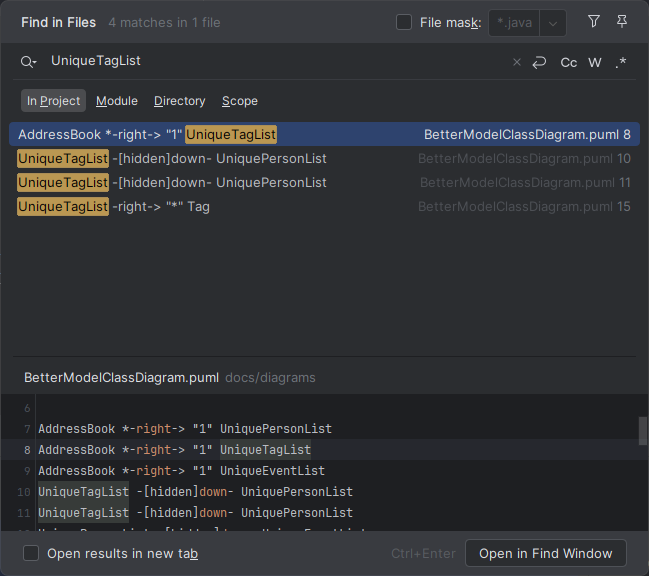 Find in Files 4 matches in 1 file File mask: *.java
UniqueTagList × Cc W .*
In Project Module Directory Scope
AddressBook *-right-> "1" UniqueTagList BetterModelClassDiagram.puml 8
UniqueTagList -[hidden]down- UniquePersonList BetterModelClassDiagram.puml 10
UniqueTagList -[hidden]down- UniquePersonList BetterModelClassDiagram.puml 11
UniqueTagList -right-> "*" Tag BetterModelClassDiagram.puml 15
BetterModelClassDiagram.puml docs/diagrams
6
7 AddressBook *-right-> "1" UniquePersonList
8 AddressBook *-right-> "1" UniqueTagList
9 AddressBook *-right-> "1" UniqueEventList
10 UniqueTagList -[hidden]down- UniquePersonList
11 UniqueTagList -[hidden]down- UniquePersonList
Open results in new tab Ctrl+Enter Open in Find Window